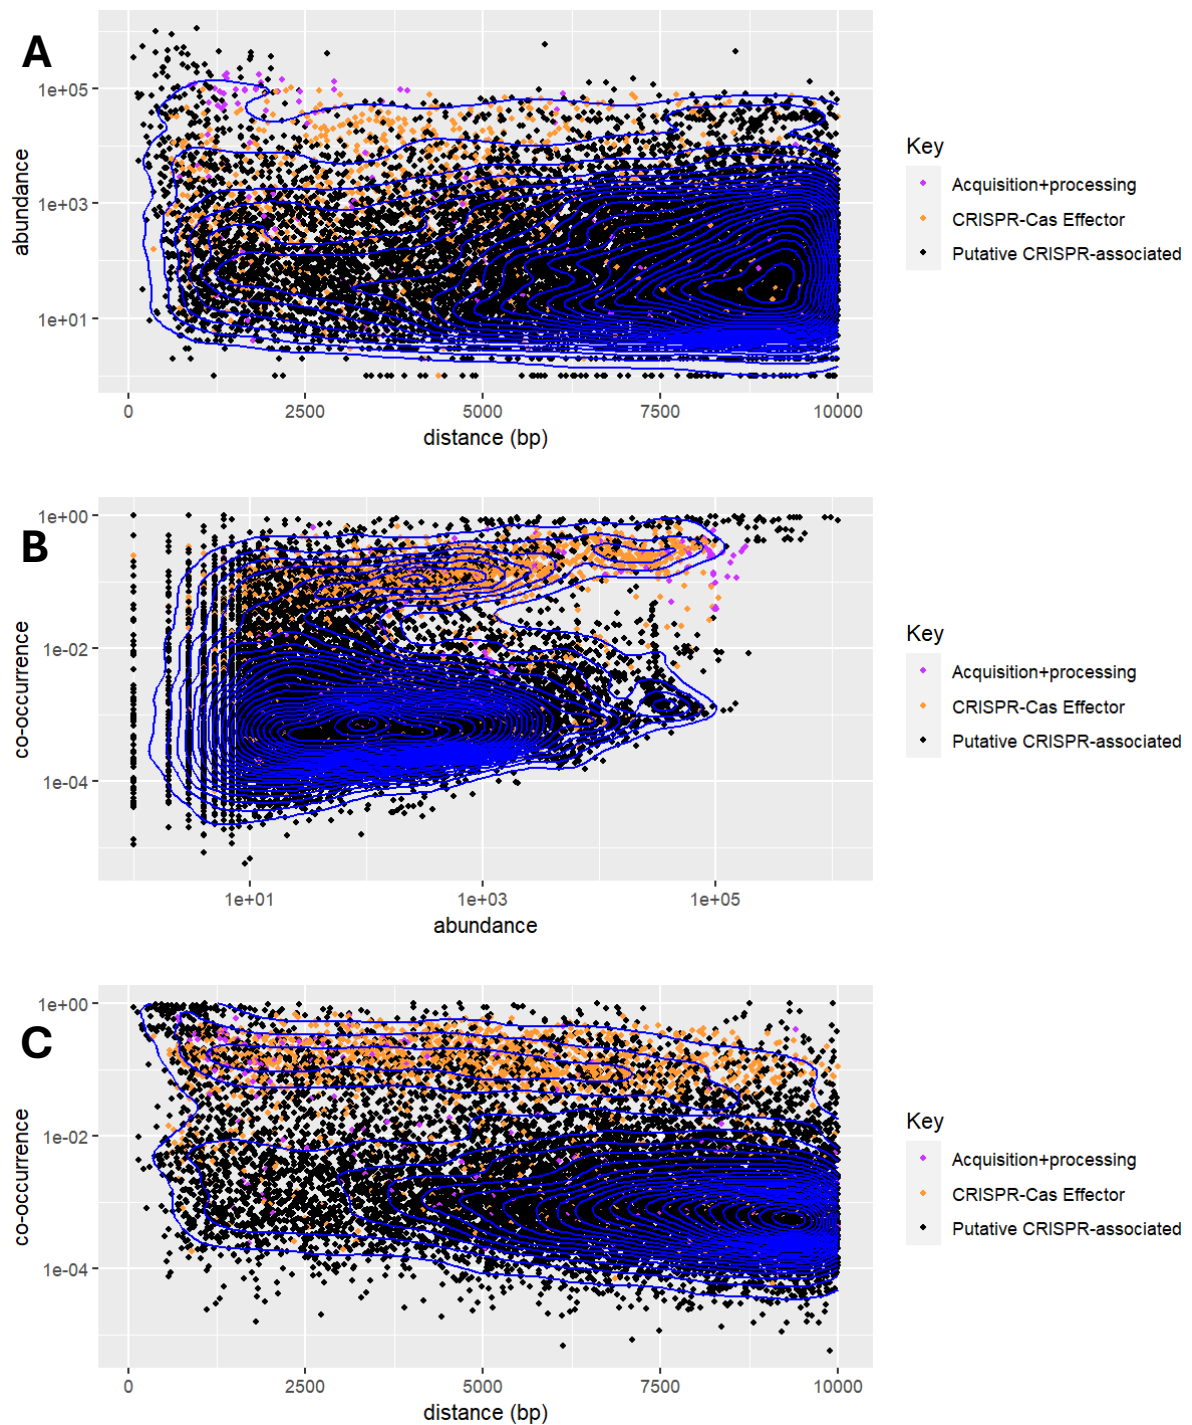 A
abundance
1e+05
1e+03
1e+01
0 2500 5000 7500 10000
distance (bp)
Key
Acquisition+processing
CRISPR-Cas Effector
Putative CRISPR-associated
B
co-occurrence
1e+00
1e-02
1e-04
1e+01 1e+03 1e+05
abundance
Key
Acquisition+processing
CRISPR-Cas Effector
Putative CRISPR-associated
C
co-occurrence
1e+00
1e-02
1e-04
0 2500 5000 7500 10000
distance (bp)
Key
Acquisition+processing
CRISPR-Cas Effector
Putative CRISPR-associated